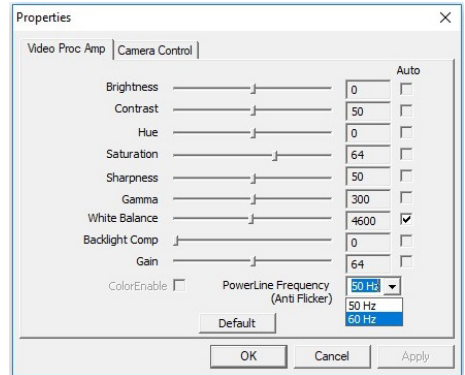 Properties
Video Proc Amp Camera Control
Auto
Brightness 0
Contrast 50
Hue 0
Saturation 64
Sharpness 50
Gamma 300
White Balance 4600
Backlight Comp 0
Gain 64
ColorEnable PowerLine Frequency 50 Hz
(Anti Flicker)
50 Hz
60 Hz
Default
OK Cancel Apply